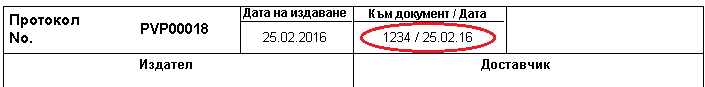 Протокол No. PVP00018
Дата на издаване
25.02.2016
Към документ / Дата
1234 / 25.02.16
Издател
Доставчик